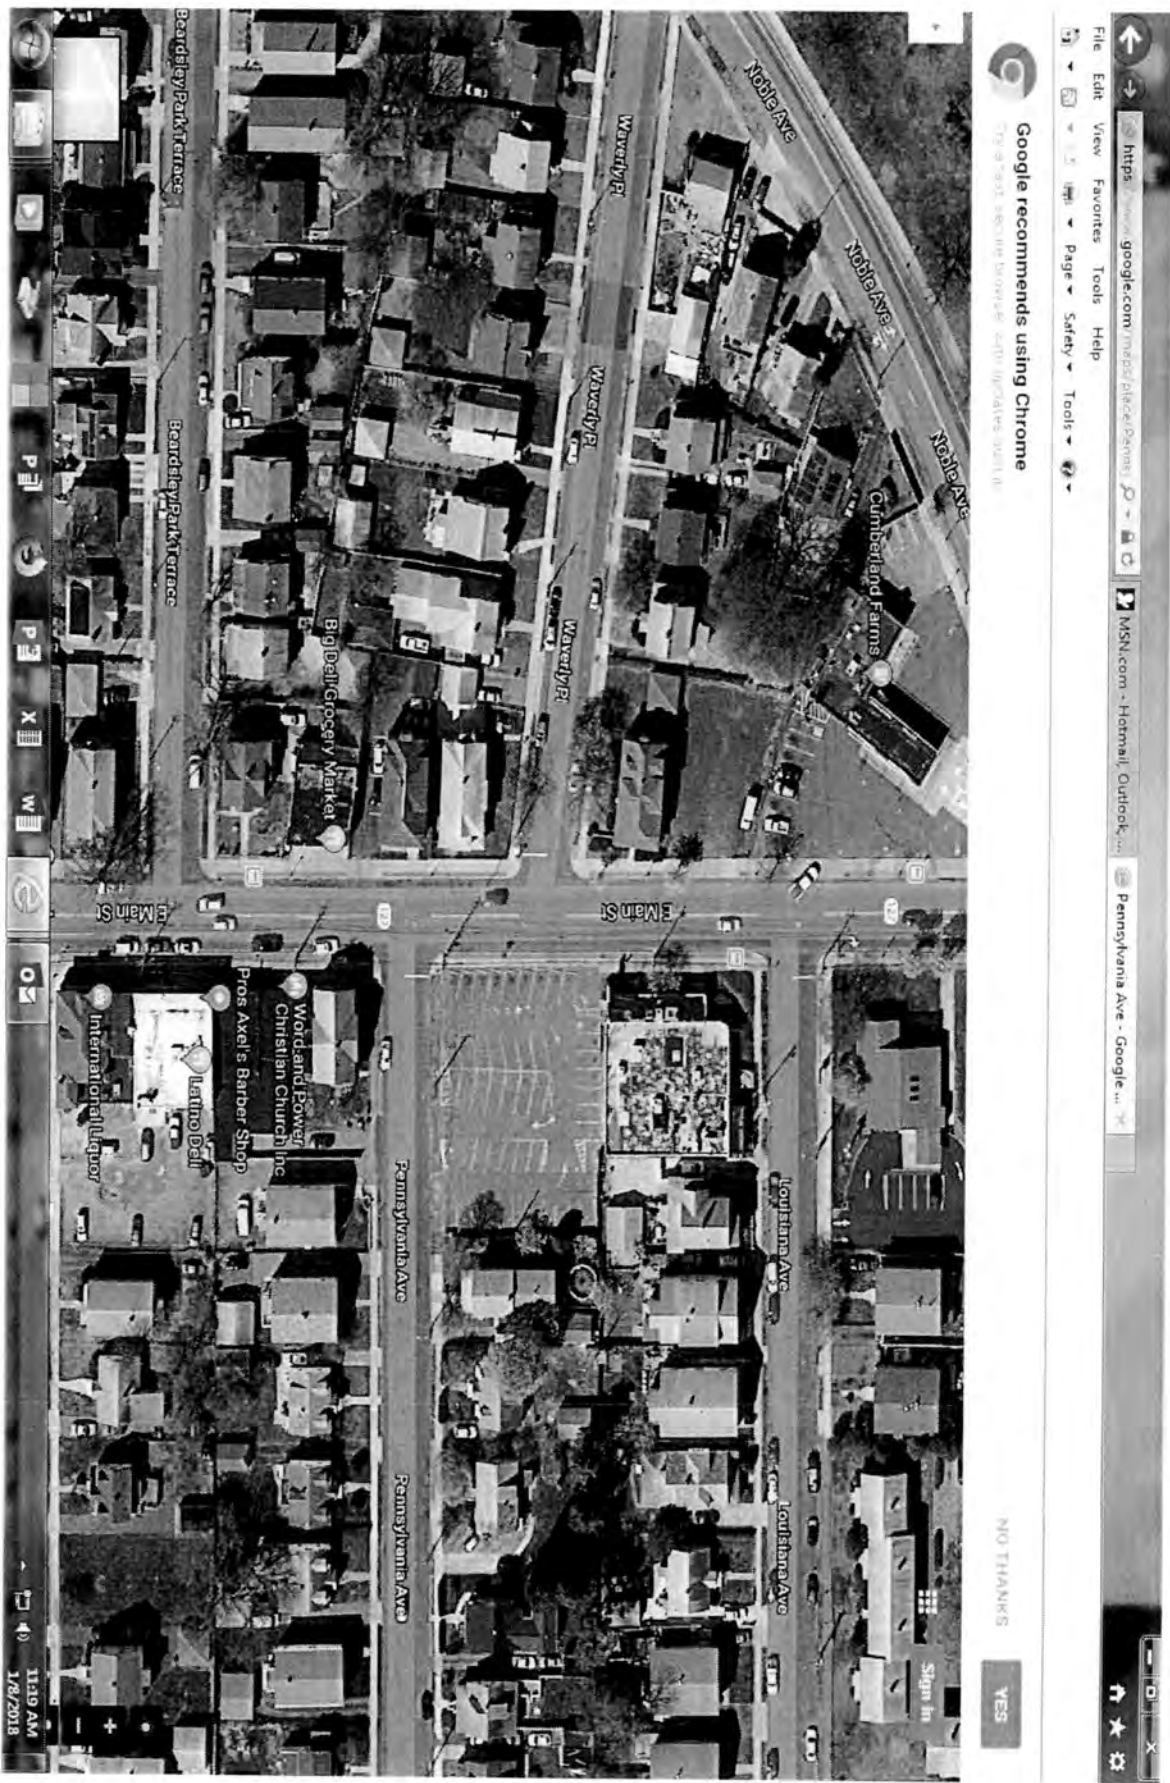 https://www.google.com/maps/place/Penns
MSN.com - Hotmail, Outlook, ...
Pennsylvania Ave - Google ...
File Edit View Favorites Tools Help
Page Safety Tools
Google recommends using Chrome
NO THANKS
YES
Sign in
Noble Ave
Noble Ave
Noble Ave
Cumberland Farms
127
Louisiana Ave
Louisiana Ave
Waverly Pl
Waverly Pl
Waverly Pl
E Main St
Pennsylvania Ave
Pennsylvania Ave
127
Big Deli Grocery Market
Word and Power
Christian Church Inc
Pros Axel's Barber Shop
Latino Deli
International Liquor
Beardsley Park Terrace
Beardsley Park Terrace
E Main St
11:19 AM
1/8/2018